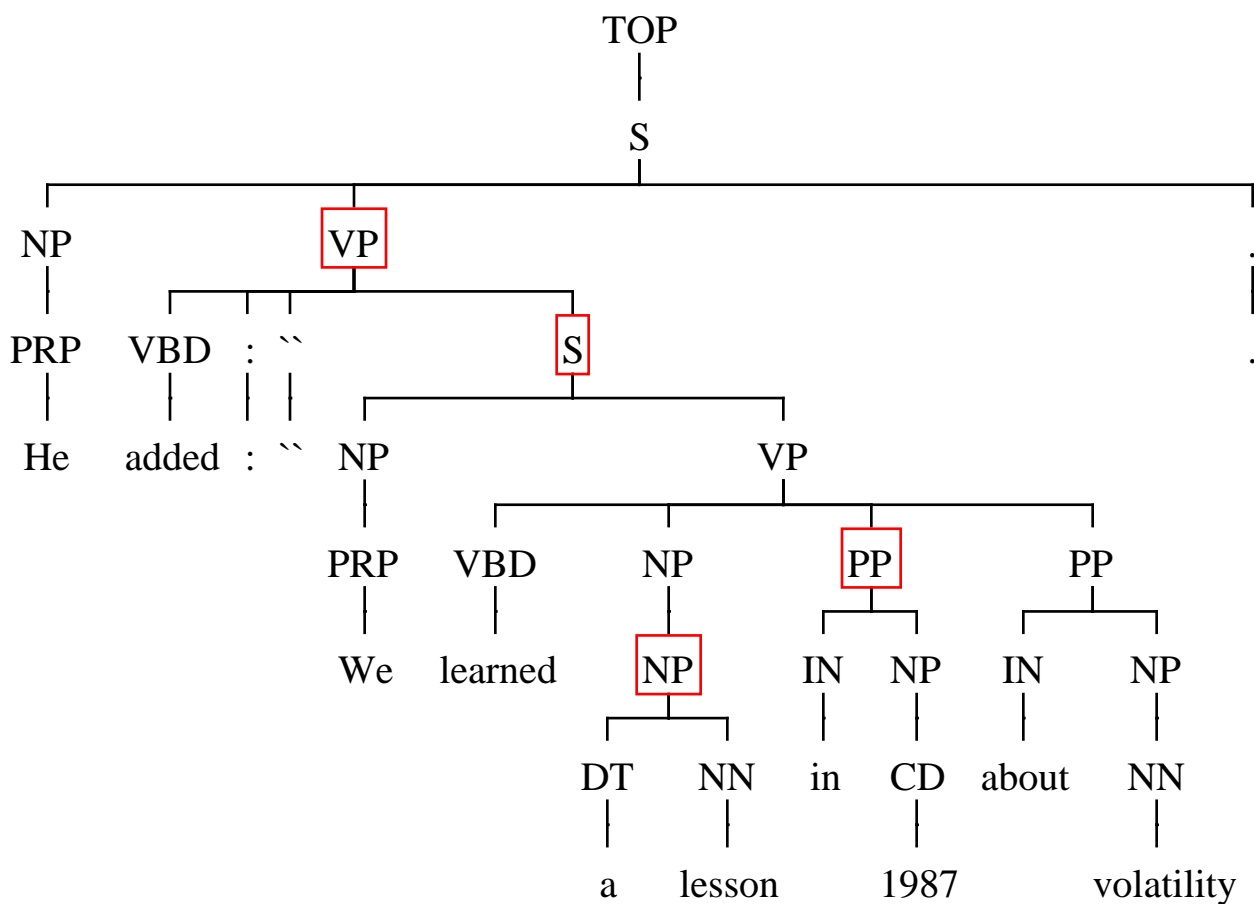 TOP
S
NP VP .
PRP VBD : `` S .
He added : `` NP VP
PRP VBD NP PP PP
We learned NP IN NP IN NP
DT NN in CD about NN
a lesson 1987 volatility